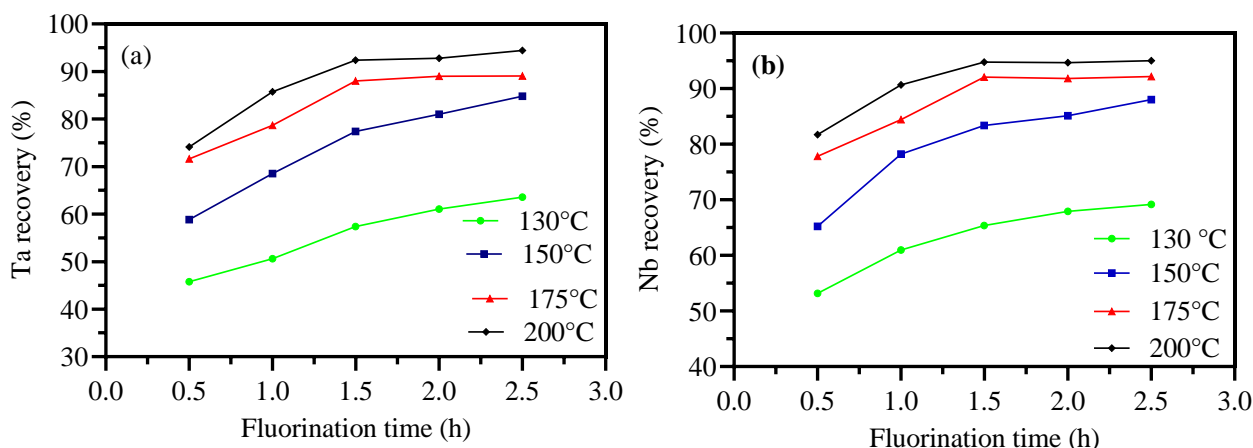 (a)
Ta recovery (%)
100
90
80
70
60
50
40
30
0.0 0.5 1.0 1.5 2.0 2.5 3.0
Fluorination time (h)
130°C
150°C
175°C
200°C
(b)
Nb recovery (%)
100
90
80
70
60
50
40
0.0 0.5 1.0 1.5 2.0 2.5 3.0
Fluorination time (h)
130 °C
150°C
175°C
200°C